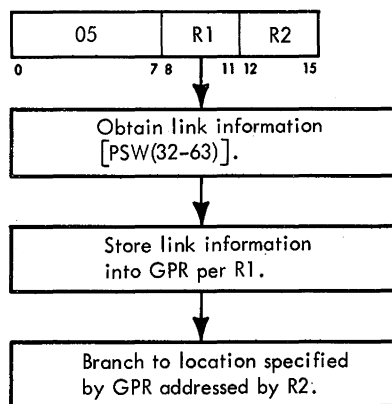 05 R1 R2
0 7 8 11 12 15
Obtain link information
[PSW(32-63)].
Store link information
into GPR per R1.
Branch to location specified
by GPR addressed by R2.